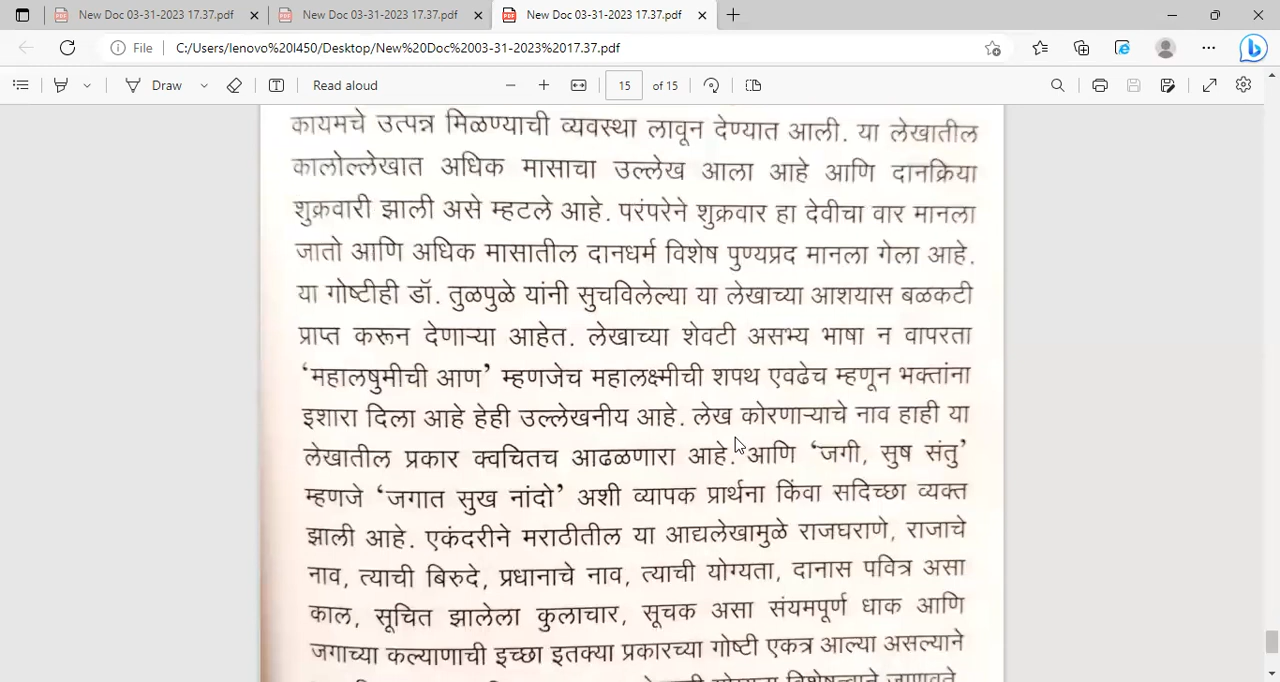 New Doc 03-31-2023 17.37.pdf
New Doc 03-31-2023 17.37.pdf
New Doc 03-31-2023 17.37.pdf
File C:/Users/lenovo%20l450/Desktop/New%20Doc%2003-31-2023%2017.37.pdf
Draw Read aloud 15 of 15
कायमचे उत्पन्न मिळण्याची व्यवस्था लावून देण्यात आली. या लेखातील
कालोल्लेखात अधिक मासाचा उल्लेख आला आहे आणि दानक्रिया
शुक्रवारी झाली असे म्हटले आहे. परंपरेने शुक्रवार हा देवीचा वार मानला
जातो आणि अधिक मासातील दानधर्म विशेष पुण्यप्रद मानला गेला आहे.
या गोष्टीही डॉ. तुळपुळे यांनी सुचविलेल्या या लेखाच्या आशयास बळकटी
प्राप्त करून देणाऱ्या आहेत. लेखाच्या शेवटी असभ्य भाषा न वापरता
‘महालषुमीची आण’ म्हणजेच महालक्ष्मीची शपथ एवढेच म्हणून भक्तांना
इशारा दिला आहे हेही उल्लेखनीय आहे. लेख कोरणाऱ्याचे नाव हाही या
लेखातील प्रकार क्वचितच आढळणारा आहे. आणि ‘जगी, सुष संतु’
म्हणजे ‘जगात सुख नांदो’ अशी व्यापक प्रार्थना किंवा सदिच्छा व्यक्त
झाली आहे. एकंदरीने मराठीतील या आद्यलेखामुळे राजघराणे, राजाचे
नाव, त्याची बिरुदे, प्रधानाचे नाव, त्याची योग्यता, दानास पवित्र असा
काल, सूचित झालेला कुलाचार, सूचक असा संयमपूर्ण धाक आणि
जगाच्या कल्याणाची इच्छा इतक्या प्रकारच्या गोष्टी एकत्र आल्या असल्याने